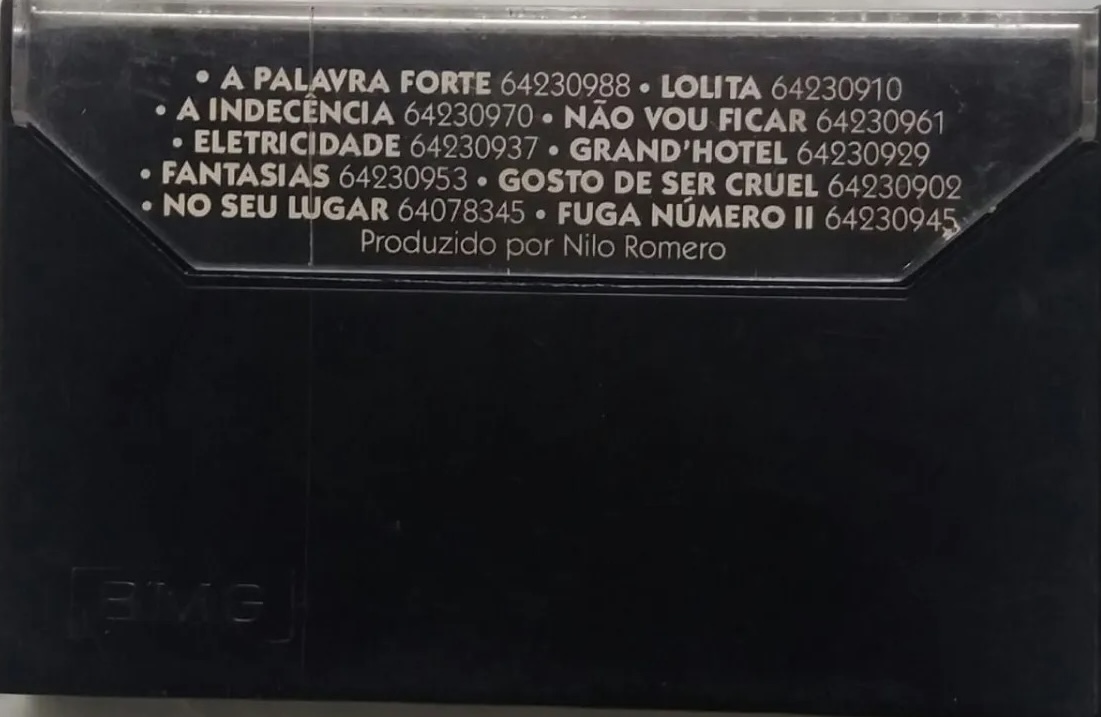 • A PALAVRA FORTE 64230988 • LOLITA 64230910
• A INDECÊNCIA 64230970 • NÃO VOU FICAR 64230961
• ELETRICIDADE 64230937 • GRAND'HOTEL 64230929
• FANTASIAS 64230953 • GOSTO DE SER CRUEL 64230902
• NO SEU LUGAR 64078345 • FUGA NÚMERO II 64230945
Produzido por Nilo Romero
BMG